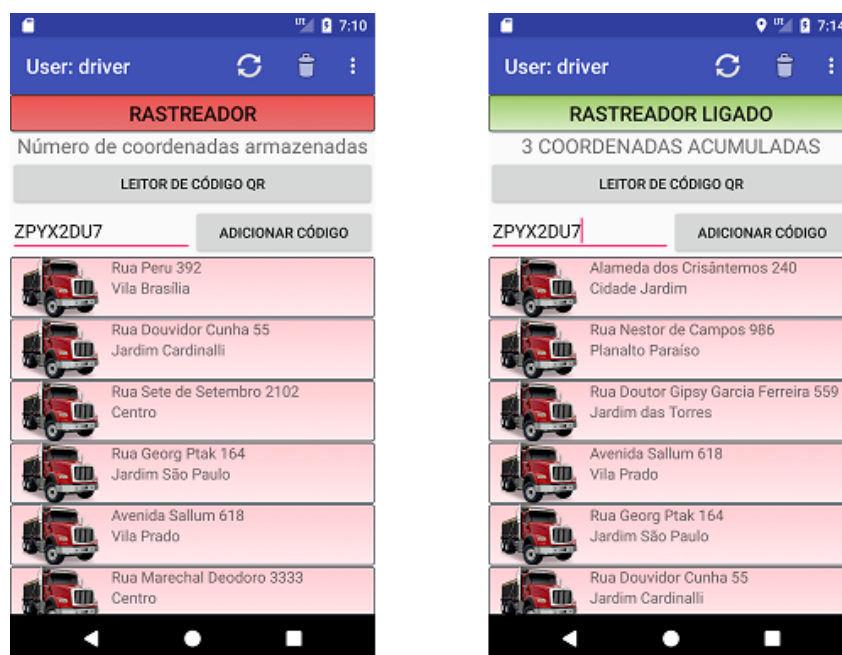 7:10
User: driver
RASTREADOR
Número de coordenadas armazenadas
LEITOR DE CÓDIGO QR
ZPYX2DU7
ADICIONAR CÓDIGO
Rua Peru 392
Vila Brasília
Rua Douvidor Cunha 55
Jardim Cardinalli
Rua Sete de Setembro 2102
Centro
Rua Georg Ptak 164
Jardim São Paulo
Avenida Sallum 618
Vila Prado
Rua Marechal Deodoro 3333
Centro
7:14
User: driver
RASTREADOR LIGADO
3 COORDENADAS ACUMULADAS
LEITOR DE CÓDIGO QR
ZPYX2DU7
ADICIONAR CÓDIGO
Alameda dos Crisântemos 240
Cidade Jardim
Rua Nestor de Campos 986
Planalto Paraíso
Rua Doutor Gipsy Garcia Ferreira 559
Jardim das Torres
Avenida Sallum 618
Vila Prado
Rua Georg Ptak 164
Jardim São Paulo
Rua Douvidor Cunha 55
Jardim Cardinalli